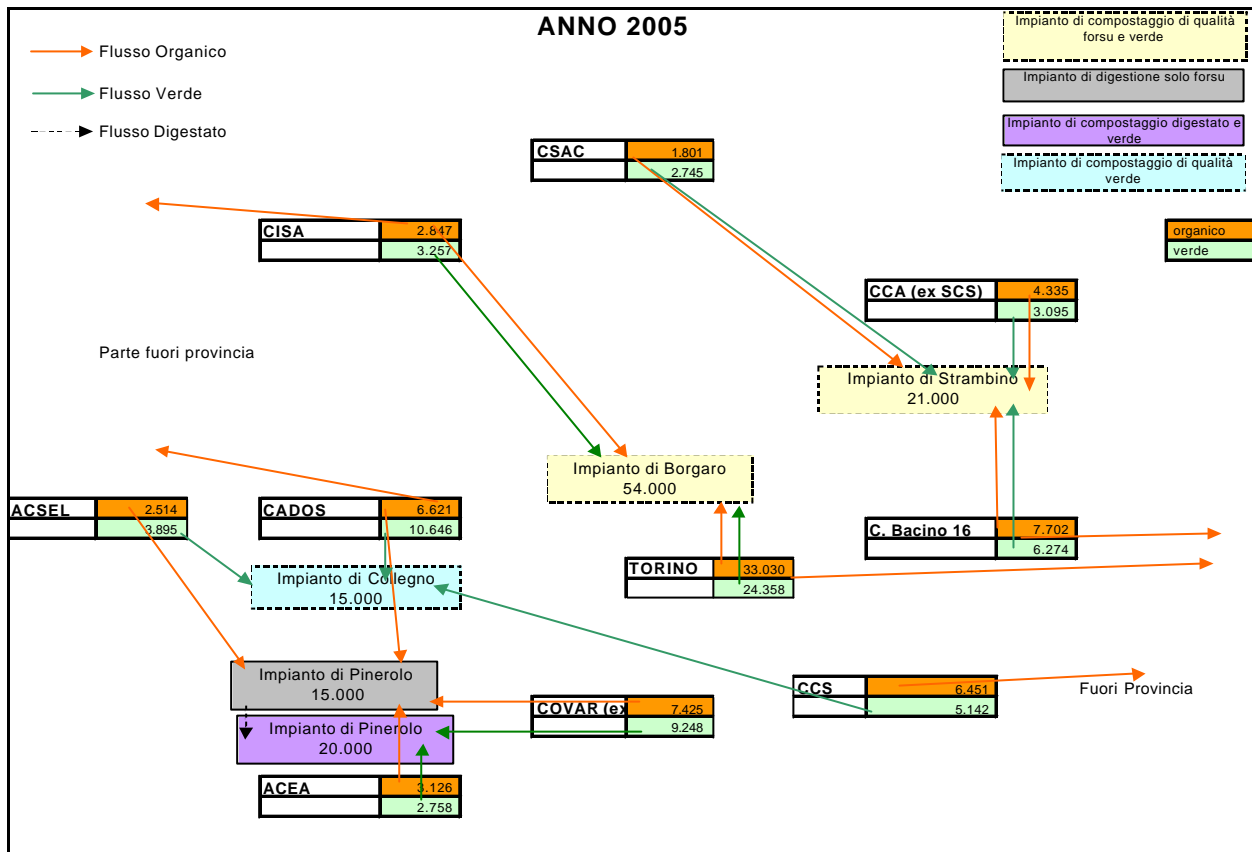 ANNO 2005
Flusso Organico
Flusso Verde
Flusso Digestato
Impianto di compostaggio di qualità
forsu e verde
Impianto di digestione solo forsu
Impianto di compostaggio digestato e
verde
Impianto di compostaggio di qualità
verde
organico
verde
CSAC 1.801
2.745
CISA 2.847
3.257
CCA (ex SCS) 4.335
3.095
Parte fuori provincia
Impianto di Strambino
21.000
Impianto di Borgaro
54.000
ACSEL 2.514
3.895
CADOS 6.621
10.646
C. Bacino 16 7.702
6.274
TORINO 33.030
24.358
Impianto di Collegno
15.000
Impianto di Pinerolo
15.000
CCS 6.451
5.142
Fuori Provincia
COVAR (ex 7.425
9.248
Impianto di Pinerolo
20.000
ACEA 3.126
2.758